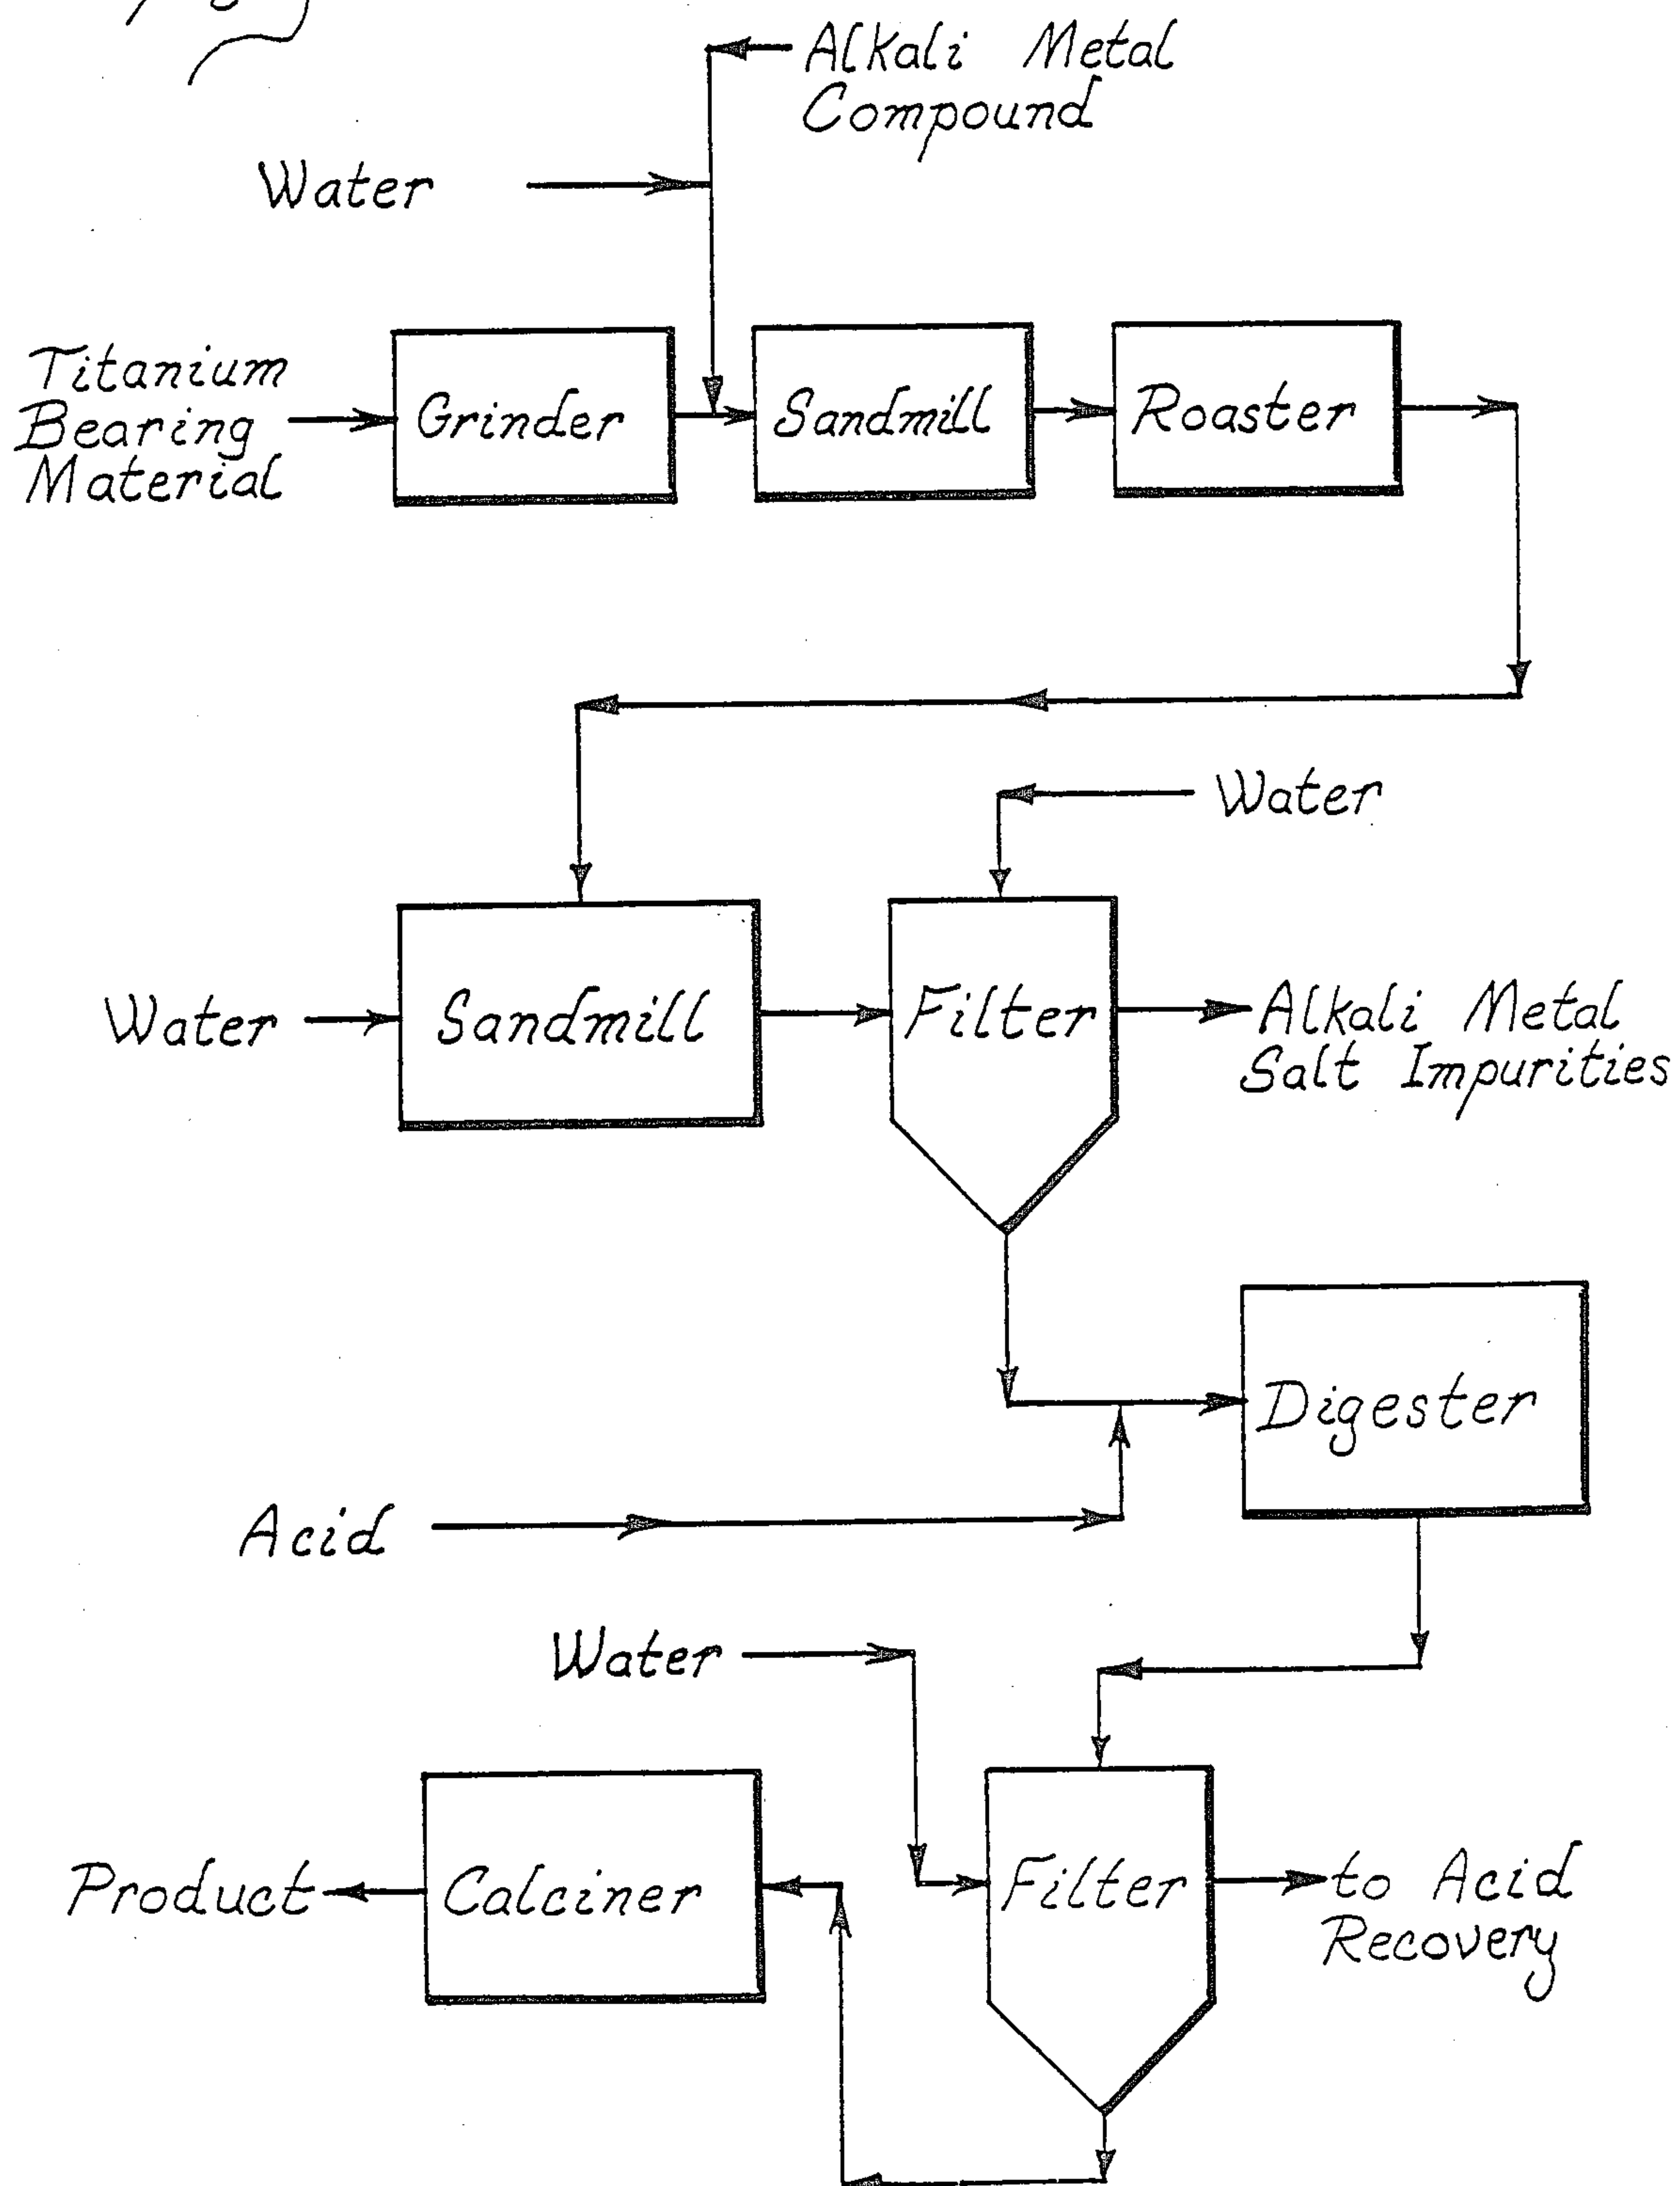 Alkali Metal
Compound
Water
Titanium
Bearing
Material
Grinder
Sandmill
Roaster
Water
Water
Sandmill
Filter
Alkali Metal
Salt Impurities
Digester
Acid
Water
Product
Calciner
Filter
to Acid
Recovery